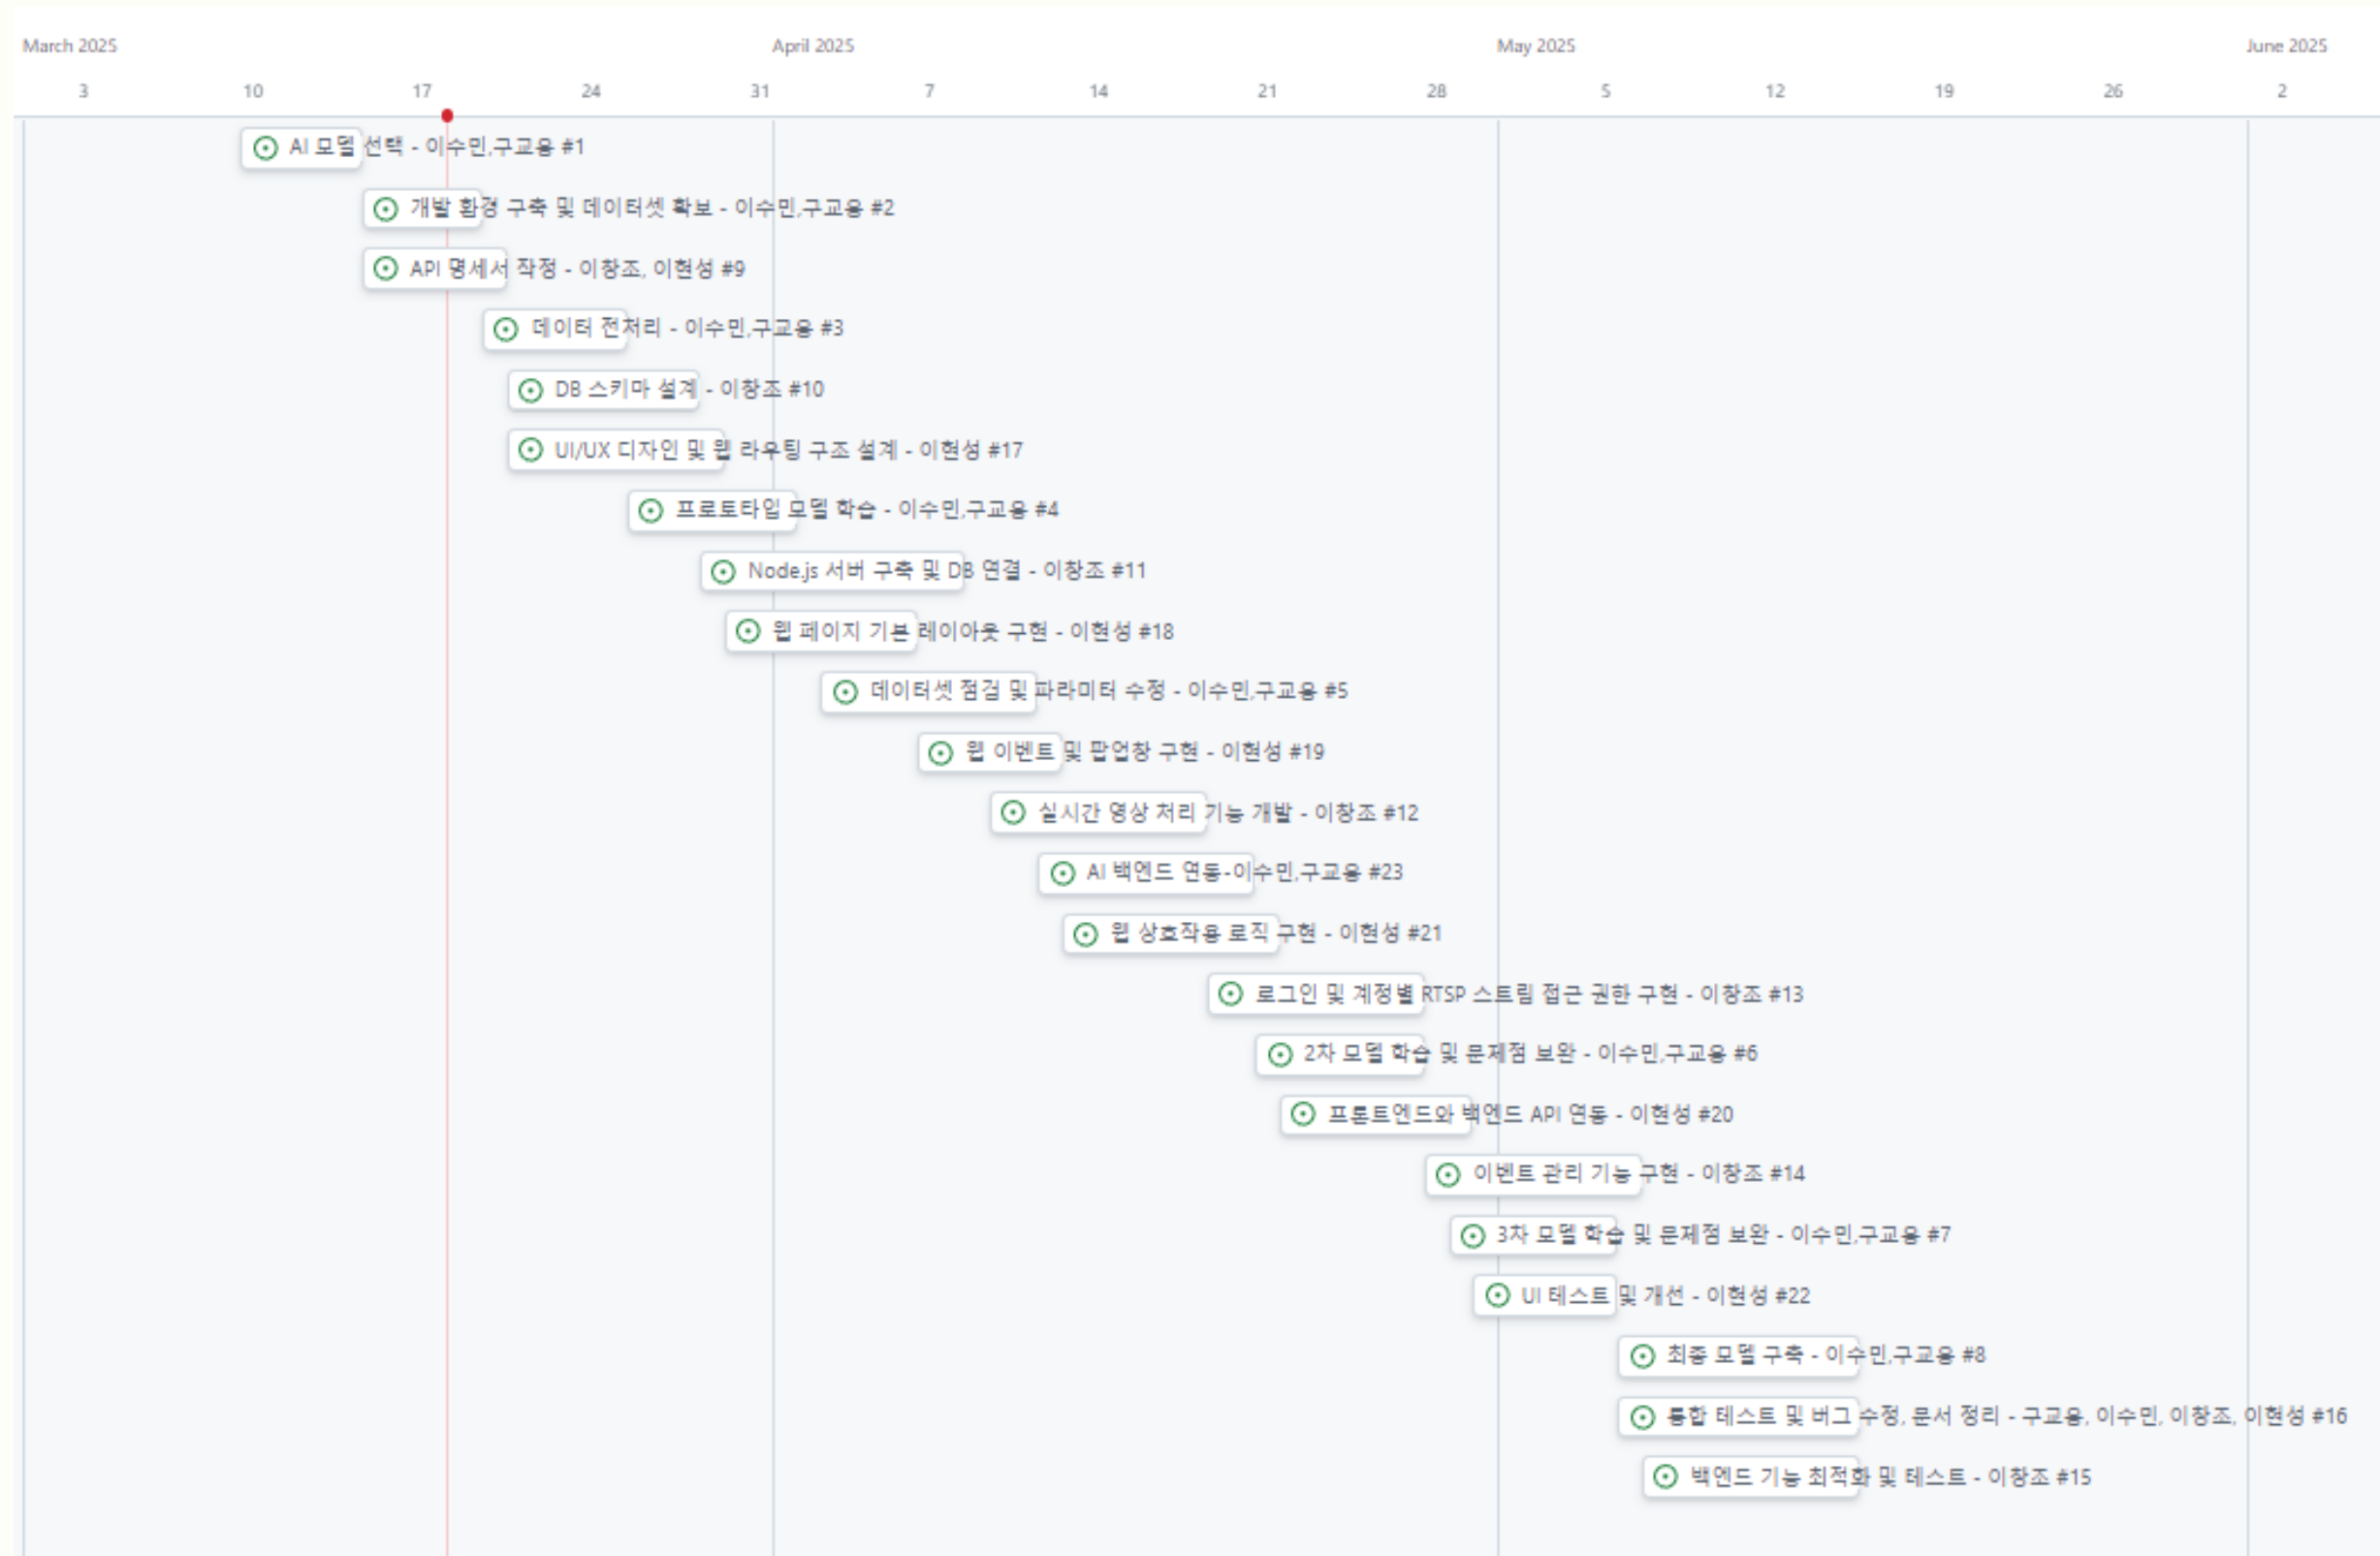 March 2025 April 2025 May 2025 June 2025
3 10 17 24 31 7 14 21 28 5 12 19 26 2
AI 모델 선택 - 이수민,구교용 #1
개발 환경 구축 및 데이터셋 확보 - 이수민,구교용 #2
API 명세서 작정 - 이창조, 이현성 #9
데이터 전처리 - 이수민,구교용 #3
DB 스키마 설계 - 이창조 #10
UI/UX 디자인 및 웹 라우팅 구조 설계 - 이현성 #17
프로토타입 모델 학습 - 이수민,구교용 #4
Node.js 서버 구축 및 DB 연결 - 이창조 #11
웹 페이지 기본 레이아웃 구현 - 이현성 #18
데이터셋 점검 및 파라미터 수정 - 이수민,구교용 #5
웹 이벤트 및 팝업창 구현 - 이현성 #19
실시간 영상 처리 기능 개발 - 이창조 #12
AI 백엔드 연동-이수민,구교용 #23
웹 상호작용 로직 구현 - 이현성 #21
로그인 및 계정별 RTSP 스트림 접근 권한 구현 - 이창조 #13
2차 모델 학습 및 문제점 보완 - 이수민,구교용 #6
프론트엔드와 백엔드 API 연동 - 이현성 #20
이벤트 관리 기능 구현 - 이창조 #14
3차 모델 학습 및 문제점 보완 - 이수민,구교용 #7
UI 테스트 및 개선 - 이현성 #22
최종 모델 구축 - 이수민,구교용 #8
통합 테스트 및 버그 수정, 문서 정리 - 구교용, 이수민, 이창조, 이현성 #16
백엔드 기능 최적화 및 테스트 - 이창조 #15